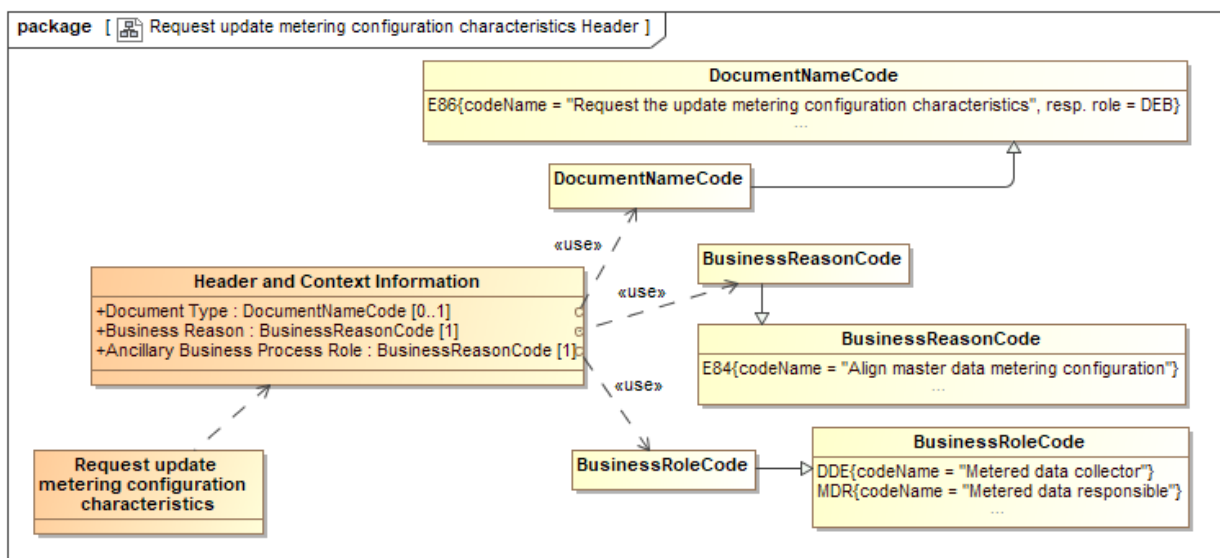 package [ Request update metering configuration characteristics Header ]
DocumentNameCode
E86{codeName = "Request the update metering configuration characteristics", resp. role = DEB}
...
DocumentNameCode
«use»
BusinessReasonCode
Header and Context Information
«use»
+Document Type : DocumentNameCode [0..1]
+Business Reason : BusinessReasonCode [1]
+Ancillary Business Process Role : BusinessReasonCode [1]
BusinessReasonCode
E84{codeName = "Align master data metering configuration"}
...
«use»
BusinessRoleCode
BusinessRoleCode
DDE{codeName = "Metered data collector"}
MDR{codeName = "Metered data responsible"}
...
Request update
metering configuration
characteristics